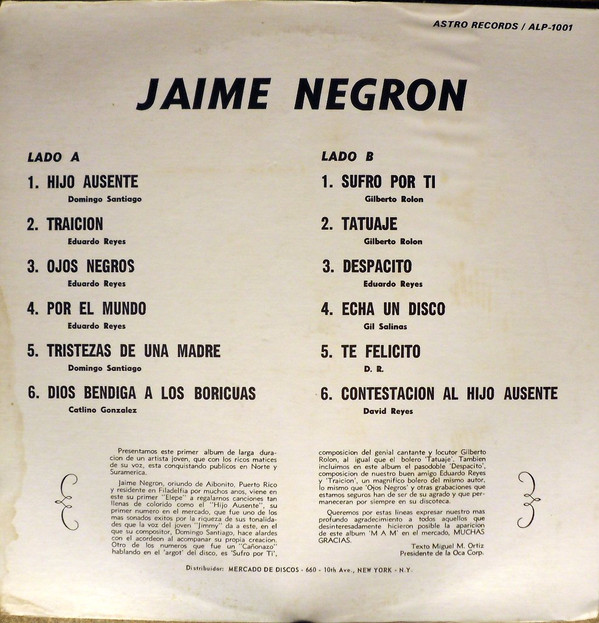 ASTRO RECORDS / ALP-1001
JAIME NEGRON
LADO A
1. HIJO AUSENTE
Domingo Santiago
2. TRAICION
Eduardo Reyes
3. OJOS NEGROS
Eduardo Reyes
4. POR EL MUNDO
Eduardo Reyes
5. TRISTEZAS DE UNA MADRE
Domingo Santiago
6. DIOS BENDIGA A LOS BORICUAS
Catlino Gonzalez
LADO B
1. SUFRO POR TI
Gilberto Rolon
2. TATUAJE
Gilberto Rolon
3. DESPACITO
Eduardo Reyes
4. ECHA UN DISCO
Gil Salinas
5. TE FELICITO
D. R.
6. CONTESTACION AL HIJO AUSENTE
David Reyes
Presentamos este primer album de larga dura-
cion de un artista joven, que con los ricos matices
de su voz, esta conquistando publicos en Norte y
Suramerica.
Jaime Negron, oriundo de Aibonito, Puerto Rico
y residente en Filadelfia por muchos años, viene en
este su primer "Elepe" a regalarnos canciones tan
llenas de colorido como el "Hijo Ausente", su
primer numero en el mercado, que fue uno de los
mas sonados exitos por la riqueza de sus tonalida-
des que la voz del joven "Jimmy" da a este, en el
que su compositor, Domingo Santiago, hace alardes
con el acordeon al acompanar su propia creacion.
Otro de los numeros que fue un "Cañonazo"
hablando en el 'argot' del disco, es 'Sufro por Ti',
composicion del genial cantante y locutor Gilberto
Rolon, al igual que el bolero 'Tatuaje'. Tambien
incluimos en este album el pasodoble 'Despacito',
composicion de nuestro buen amigo Eduardo Reyes
y 'Traicion', un magnifico bolero del mismo autor,
lo mismo que 'Ojos Negros' y otras grabaciones que
estamos seguros han de ser de su agrado y que per-
maneceran por siempre en su discoteca.
Queremos por estas lineas expresar nuestro mas
profundo agradecimiento a todos aquellos que
desinteresadamente hicieron posible la aparicion
de este album 'M A M' en el mercado, MUCHAS
GRACIAS.
Texto Miguel M. Ortiz
Presidente de la Oca Corp.
Distribuidor: MERCADO DE DISCOS - 660 - 10th Ave., NEW YORK - N.Y.